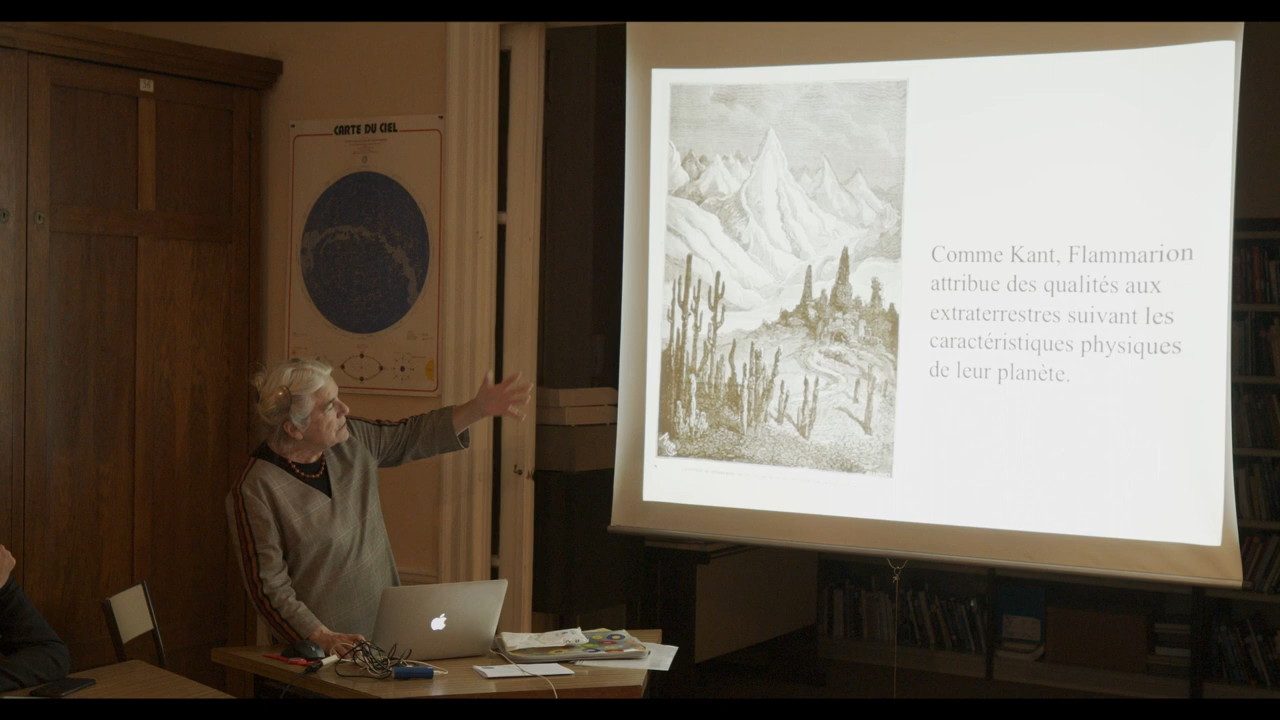 CARTE DU CIEL
Comme Kant, Flammarion
attribue des qualités aux
extraterrestres suivant les
caractéristiques physiques
de leur planète.